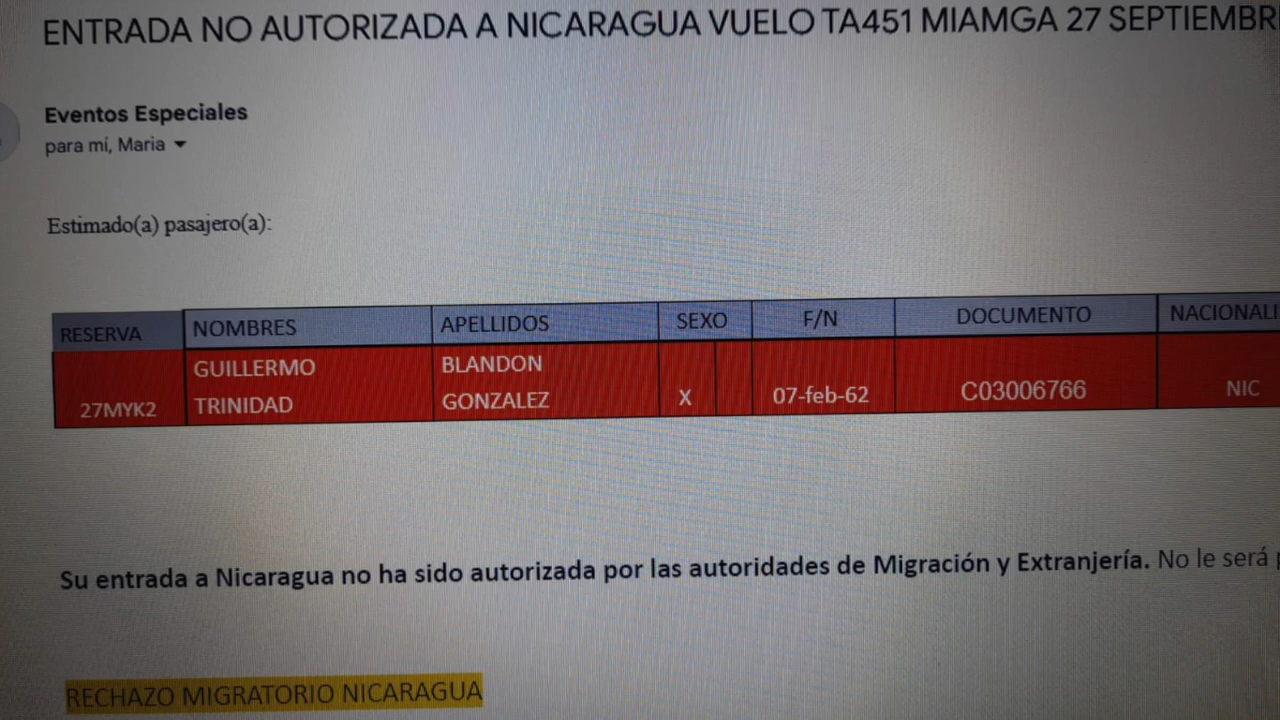 ENTRADA NO AUTORIZADA A NICARAGUA VUELO TA451 MIAMGA 27 SEPTIEMBR
Eventos Especiales
para mí, Maria
Estimado(a) pasajero(a):
RESERVA NOMBRES APELLIDOS SEXO F/N DOCUMENTO NACIONALI
GUILLERMO BLANDON
27MYK2 TRINIDAD GONZALEZ X 07-feb-62 C03006766 NIC
Su entrada a Nicaragua no ha sido autorizada por las autoridades de Migración y Extranjería. No le será
RECHAZO MIGRATORIO NICARAGUA